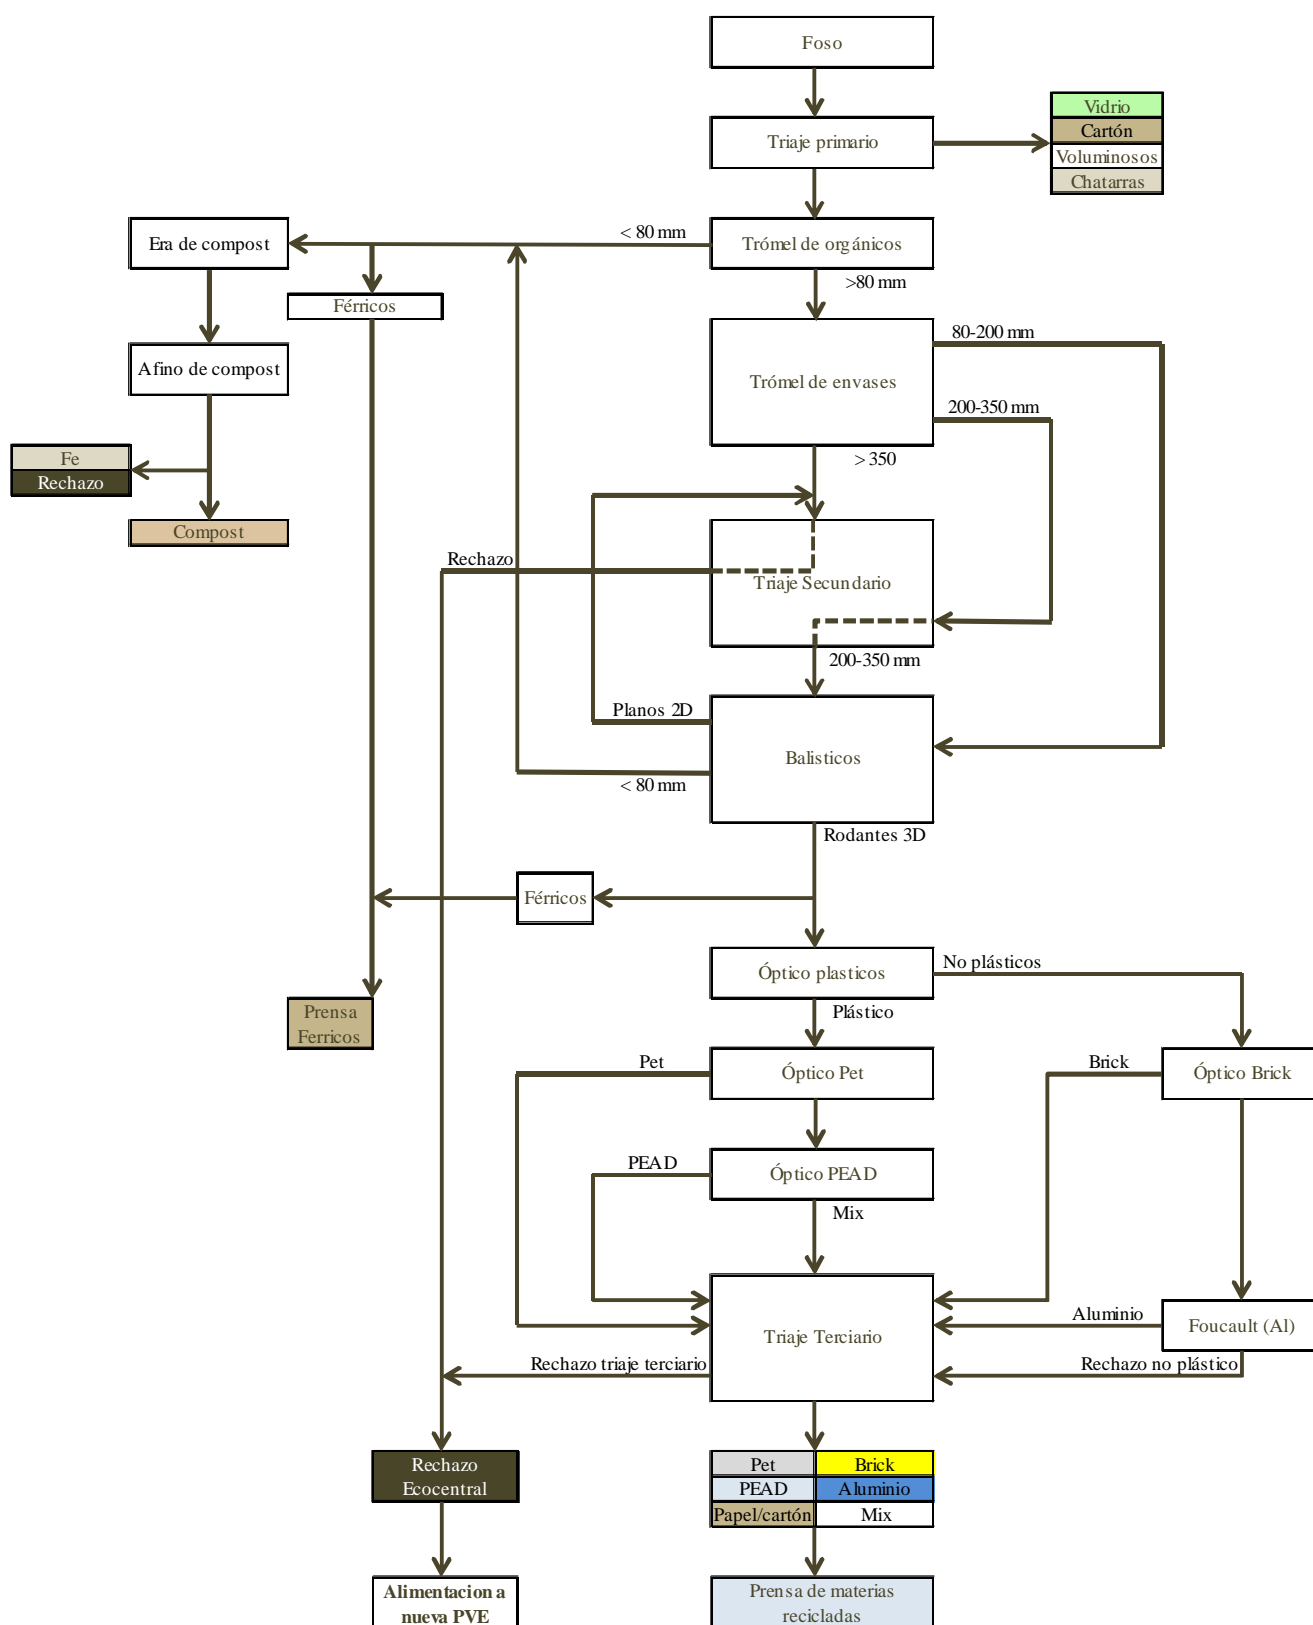 Foso
Vidrio
Triaje primario
Cartón
Voluminosos
Chatarras
Era de compost
< 80 mm
Trómel de orgánicos
>80 mm
Férricos
80-200 mm
Afino de compost
Trómel de envases
200-350 mm
Fe
> 350
Rechazo
Compost
Rechazo
Triaje Secundario
200-350 mm
Planos 2D
Balisticos
< 80 mm
Rodantes 3D
Férricos
Óptico plasticos
No plásticos
Prensa
Ferricos
Plástico
Pet
Óptico Pet
Brick
Óptico Brick
PEAD
Óptico PEAD
Mix
Aluminio
Foucault (Al)
Triaje Terciario
Rechazo triaje terciario
Rechazo no plástico
Rechazo
Ecocentral
Pet
Brick
PEAD
Aluminio
Papel/cartón
Mix
Alimentacion a
nueva PVE
Prensa de materias
recicladas